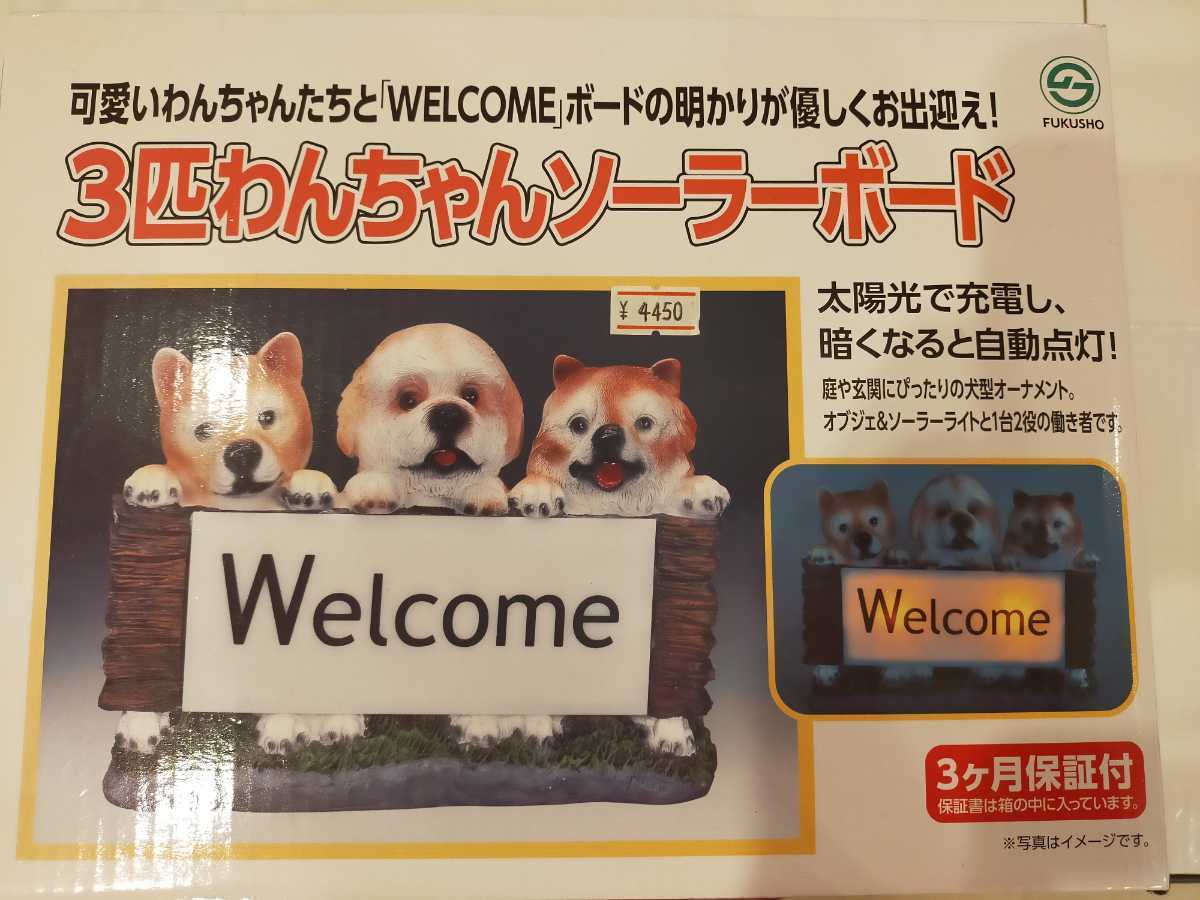 可愛いわんちゃんたちと「WELCOME」ボードの明かりが優しくお出迎え!
FUKUSHO
3匹わんちゃんソーラーボード
¥ 4450
太陽光で充電し、
暗くなると自動点灯!
庭や玄関にぴったりの犬型オーナメント。
オブジェ&ソーラーライトと1台2役の働き者です。
Welcome
Welcome
3ヶ月保証付
保証書は箱の中に入っています。
※写真はイメージです。